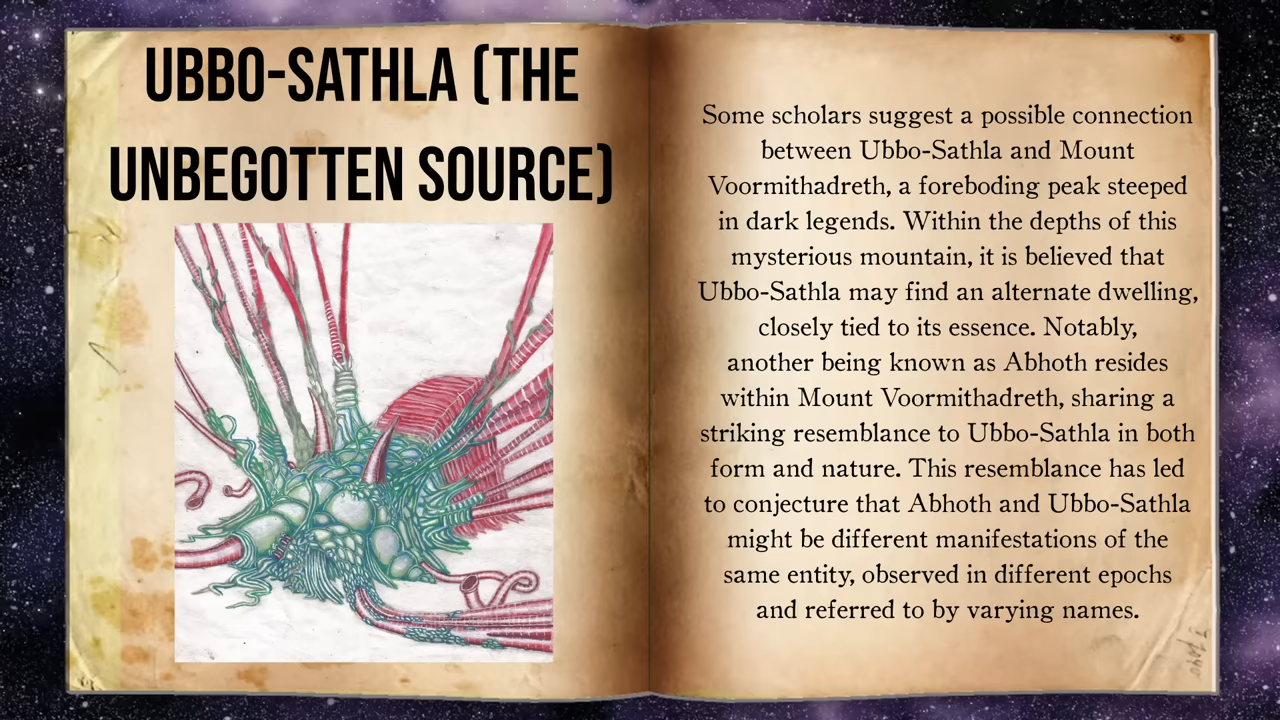 UBBO-SATHLA (THE
UNBEGOTTEN SOURCE)
Some scholars suggest a possible connection
between Ubbo-Sathla and Mount
Voormithadreth, a foreboding peak steeped
in dark legends. Within the depths of this
mysterious mountain, it is believed that
Ubbo-Sathla may find an alternate dwelling,
closely tied to its essence. Notably,
another being known as Abhoth resides
within Mount Voormithadreth, sharing a
striking resemblance to Ubbo-Sathla in both
form and nature. This resemblance has led
to conjecture that Abhoth and Ubbo-Sathla
might be different manifestations of the
same entity, observed in different epochs
and referred to by varying names.